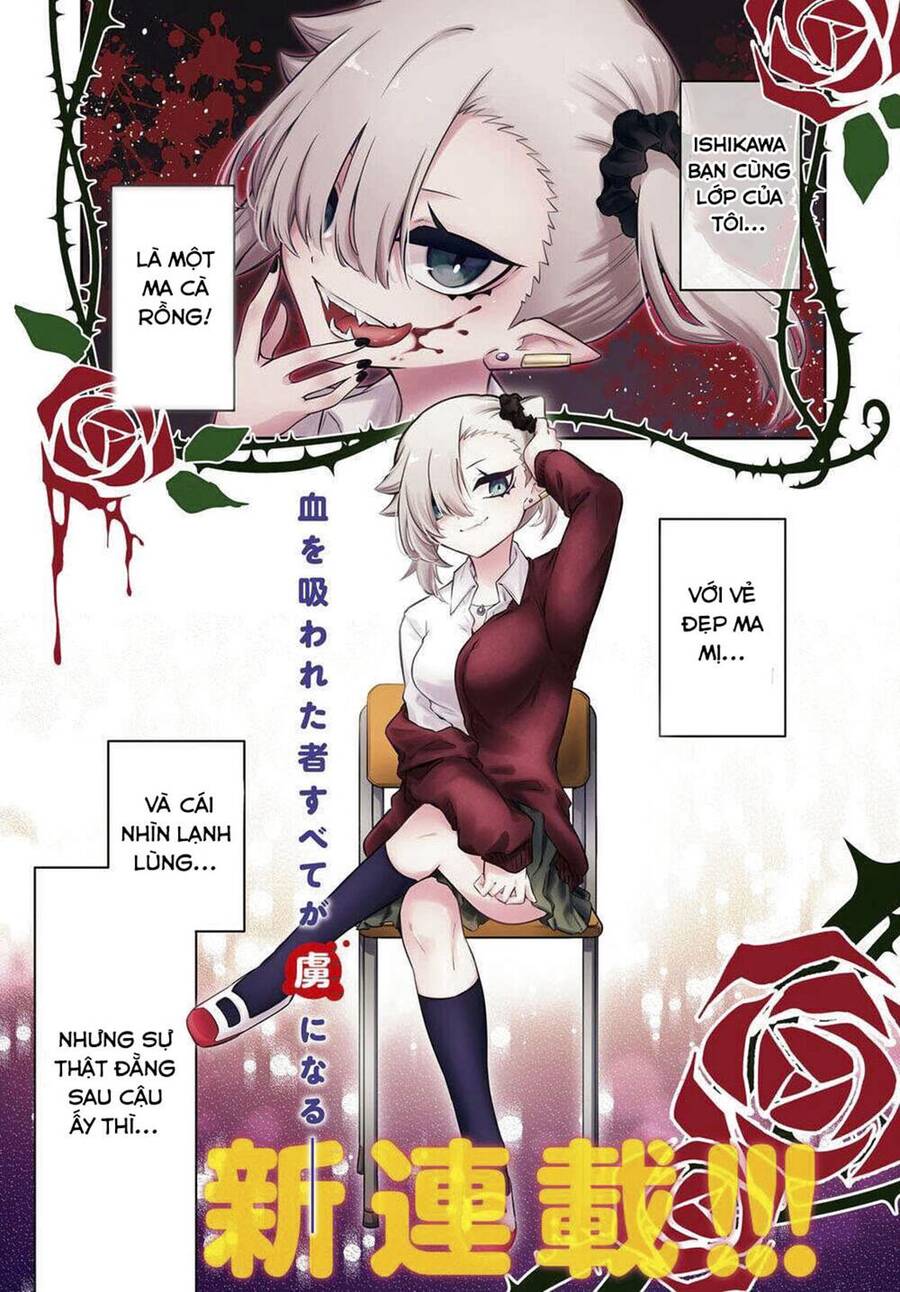 ISHIKAWA
BẠN CÙNG
LỚP CỦA
TÔI...
LÀ MỘT
MA CÀ
RỒNG!
VỚI VẺ
ĐẸP MA
MỊ...
血を吸われた者すべてが虜になる——
VÀ CÁI
NHÌN LẠNH
LÙNG...
NHƯNG SỰ
THẬT ĐẰNG
SAU CẬU
ẤY THÌ...
新連載!!!